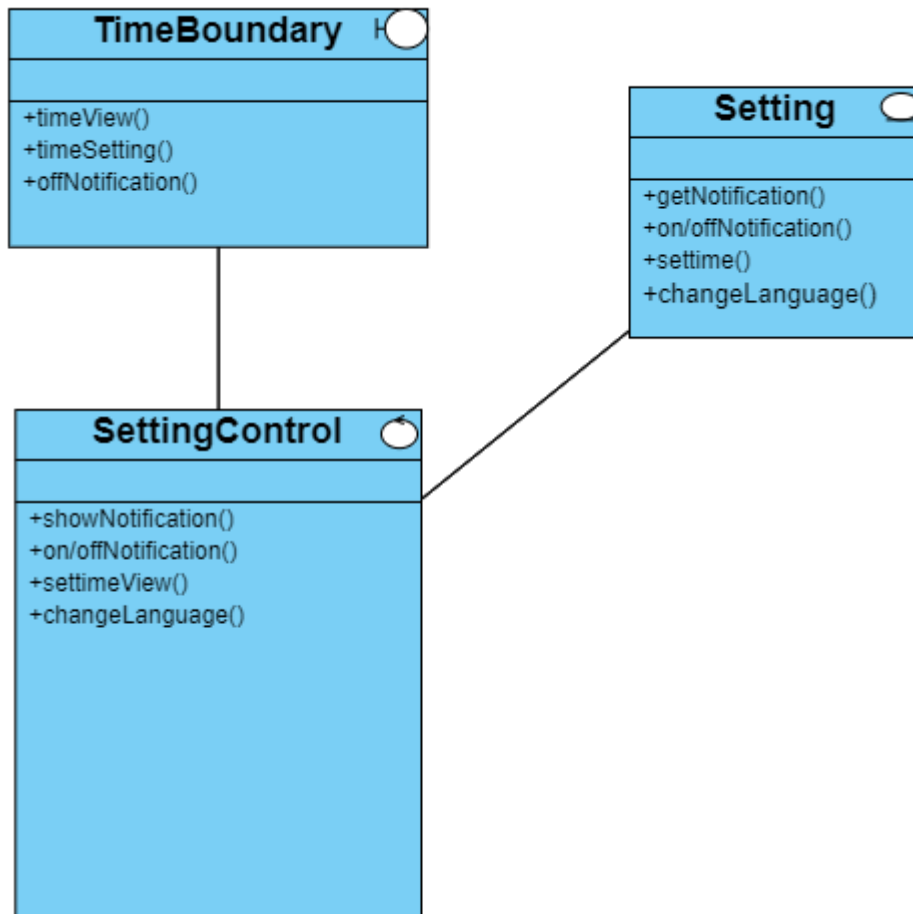 TimeBoundary
+timeView()
+timeSetting()
+offNotification()
Setting
+getNotification()
+on/offNotification()
+settime()
+changeLanguage()
SettingControl
+showNotification()
+on/offNotification()
+settimeView()
+changeLanguage()